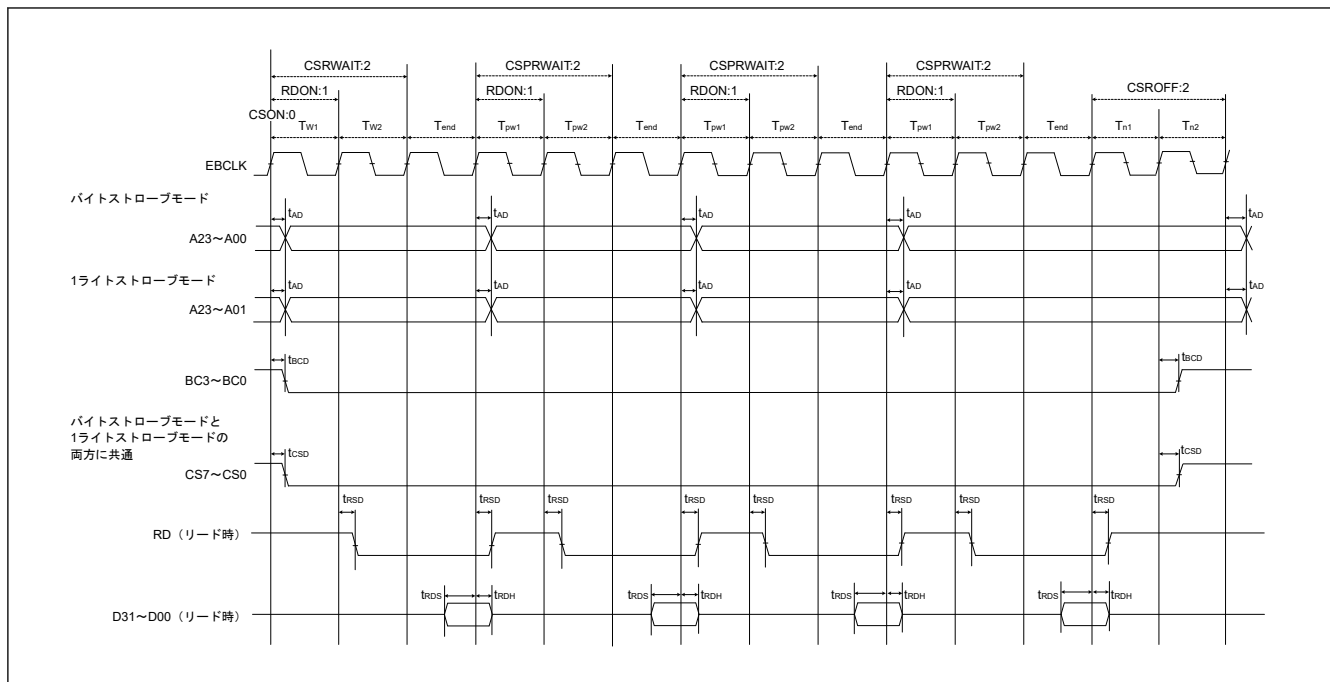 CSRWAIT:2 CSPRWAIT:2 CSPRWAIT:2 CSPRWAIT:2
RDON:1 RDON:1 RDON:1 RDON:1 CSROFF:2
CSON:0
Tw1 Tw2 Tend Tpw1 Tpw2 Tend Tpw1 Tpw2 Tend Tpw1 Tpw2 Tend Tn1 Tn2
EBCLK
バイトストローブモード
tAD tAD tAD tAD tAD
A23～A00
1ライトストローブモード
tAD tAD tAD tAD tAD
A23～A01
tBCD tBCD
BC3～BC0
バイトストローブモードと
1ライトストローブモードの
両方に共通
tCSD tCSD
CS7～CS0
tRSD tRSD tRSD tRSD tRSD tRSD tRSD tRSD
RD（リード時）
tRDS tRDH tRDS tRDH tRDS tRDH tRDS tRDH
D31～D00（リード時）